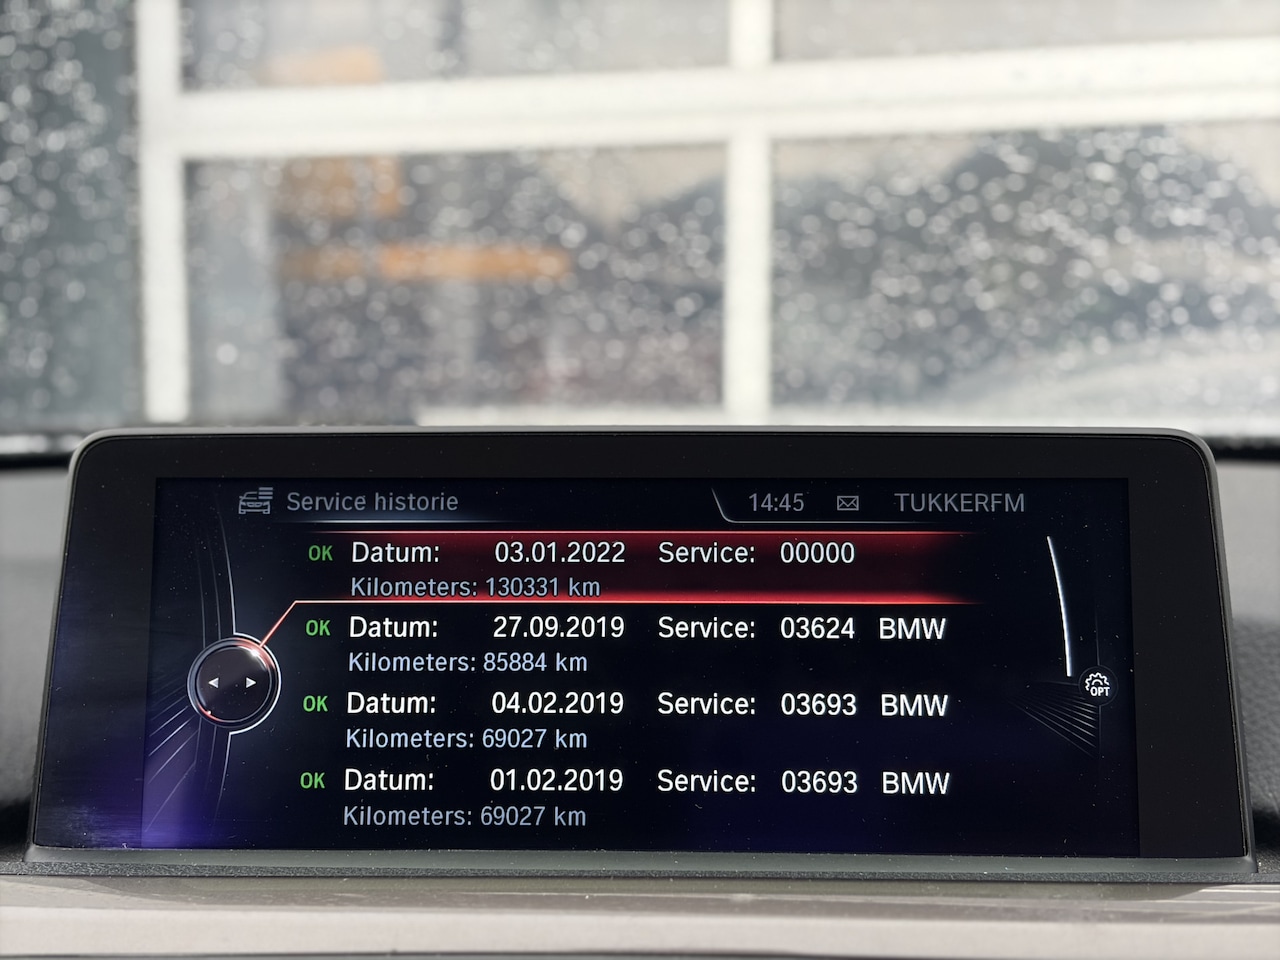 Service historie 14:45 TUKKERFM
OK Datum: 03.01.2022 Service: 00000
Kilometers: 130331 km
OK Datum: 27.09.2019 Service: 03624 BMW
Kilometers: 85884 km
OK Datum: 04.02.2019 Service: 03693 BMW
Kilometers: 69027 km
OPT
OK Datum: 01.02.2019 Service: 03693 BMW
Kilometers: 69027 km